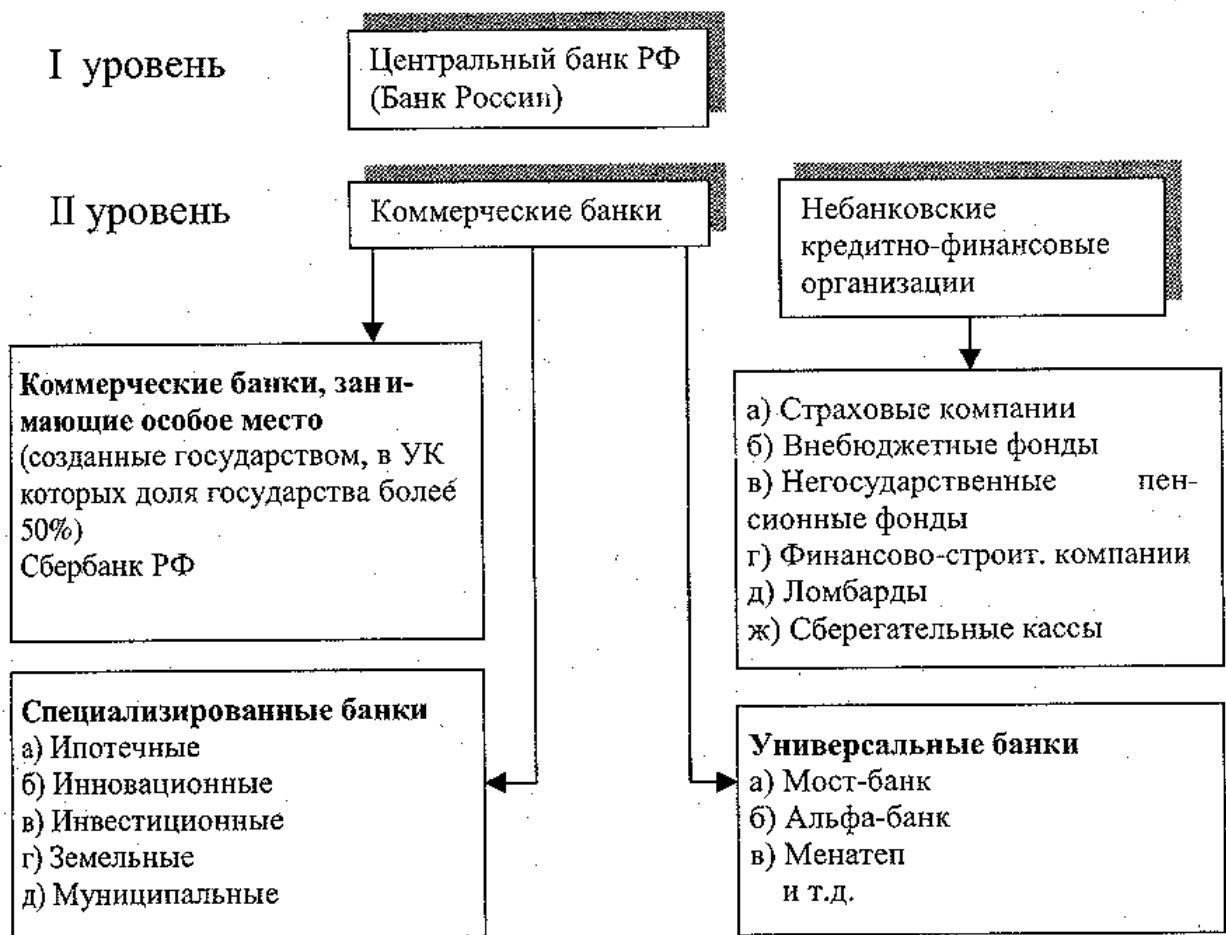 I уровень
Центральный банк РФ
(Банк России)
II уровень
Коммерческие банки
Небанковские
кредитно-финансовые
организации
Коммерческие банки, зани-
мающие особое место
(созданные государством, в УК
которых доля государства более
50%)
Сбербанк РФ
а) Страховые компании
б) Внебюджетные фонды
в) Негосударственные пен-
сионные фонды
г) Финансово-строит. компании
д) Ломбарды
ж) Сберегательные кассы
Специализированные банки
а) Ипотечные
б) Инновационные
в) Инвестиционные
г) Земельные
д) Муниципальные
Универсальные банки
а) Мост-банк
б) Альфа-банк
в) Менатеп
и т.д.